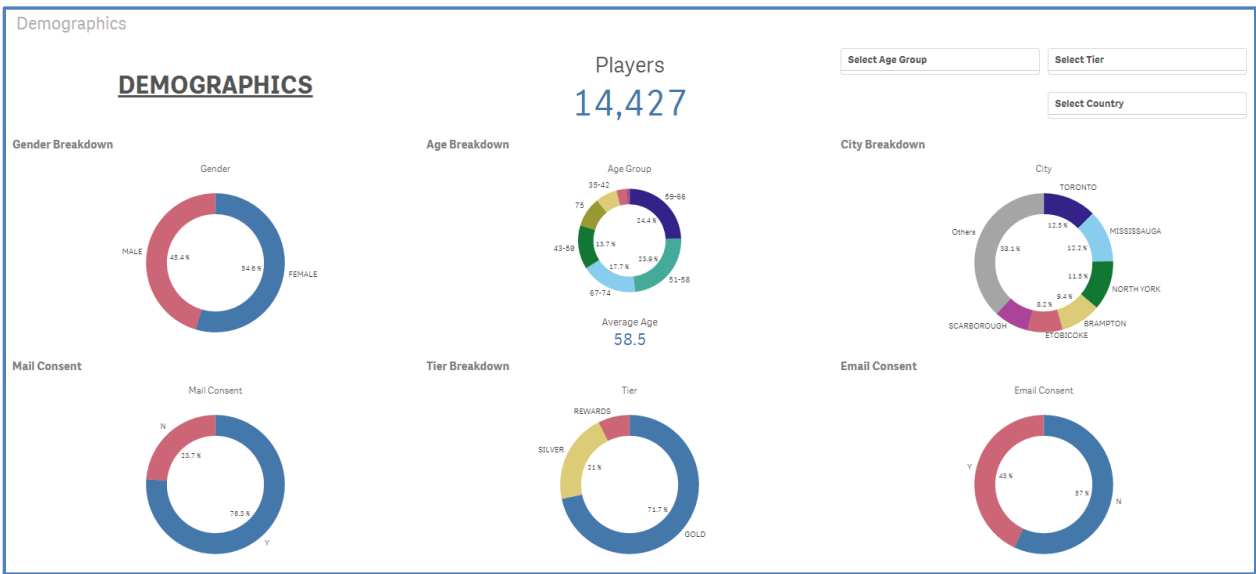 Demographics
DEMOGRAPHICS
Players
14,427
Select Age Group
Select Tier
Select Country
Gender Breakdown
Gender
MALE
45.4 %
54.6 %
FEMALE
Age Breakdown
Age Group
35-42
59-66
75
24.4 %
43-50
13.7 %
23.9 %
17.7 %
51-58
67-74
Average Age
58.5
City Breakdown
City
TORONTO
12.5 %
MISSISSAUGA
Others
38.1 %
12.2 %
11.5 %
NORTH YORK
9.4 %
8.2 %
BRAMPTON
SCARBOROUGH
ETOBICOKE
Mail Consent
Mail Consent
N
23.7 %
76.3 %
Y
Tier Breakdown
Tier
REWARDS
SILVER
21 %
71.7 %
GOLD
Email Consent
Email Consent
Y
43 %
57 %
N